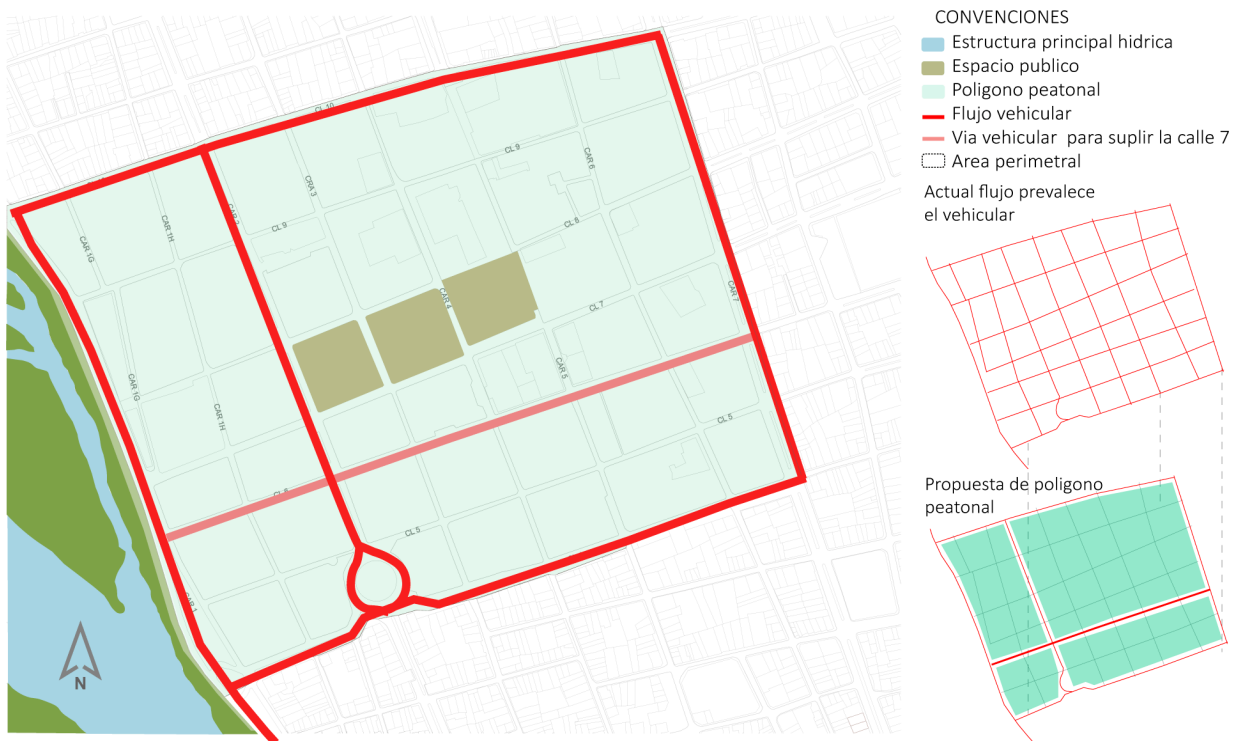 CONVENCIONES
Estructura principal hidrica
Espacio publico
Poligono peatonal
Flujo vehicular
Via vehicular para suplir la calle 7
Area perimetral
Actual flujo prevalece
el vehicular
Propuesta de poligono
peatonal
CL 10
CL 9
CAR 6
CRA 3
CAR 1H
CL 9
CL 8
CAR 1G
CAR 4
CAR 7
CL 7
CAR 5
CAR 1G
CAR 1H
CL 5
CL 5
CAR 1
N